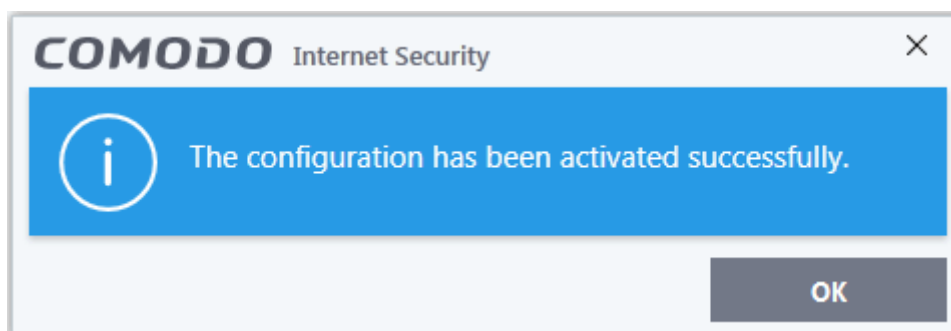 COMODO Internet Security
The configuration has been activated successfully.
OK